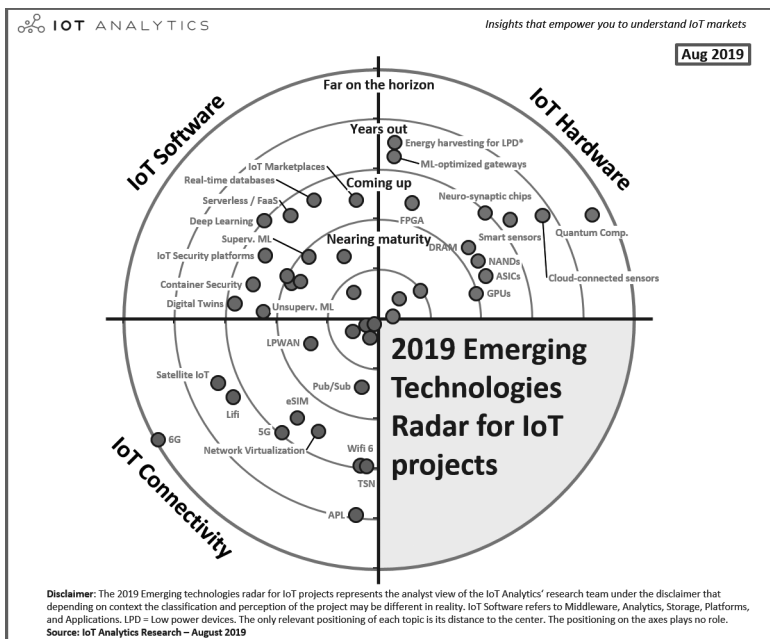 IOT ANALYTICS
Insights that empower you to understand IoT markets
Aug 2019
Far on the horizon
IoT Software
IoT Hardware
Years out
Energy harvesting for LPD*
ML-optimized gateways
IoT Marketplaces
Real-time databases
Coming up
Serverless / FaaS
Neuro-synaptic chips
Deep Learning
FPGA
Quantum Comp.
Smart sensors
Superv. ML
Nearing maturity
DRAM
IoT Security platforms
NANDs
Cloud-connected sensors
ASICs
Container Security
GPUs
Digital Twins
Unsuperv. ML
LPWAN
2019 Emerging
Technologies
Radar for IoT
projects
Satellite IoT
Pub/Sub
Lifi
eSIM
5G
6G
Network Virtualization
Wifi 6
TSN
IoT Connectivity
APL
Disclaimer: The 2019 Emerging technologies radar for IoT projects represents the analyst view of the IoT Analytics' research team under the disclaimer that
depending on context the classification and perception of the project may be different in reality. IoT Software refers to Middleware, Analytics, Storage, Platforms,
and Applications. LPD = Low power devices. The only relevant positioning of each topic is its distance to the center. The positioning on the axes plays no role.
Source: IoT Analytics Research – August 2019